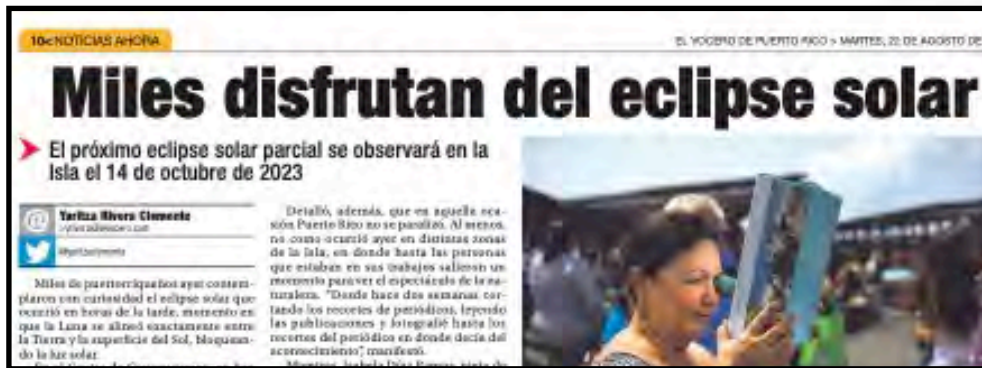 10< NOTICIAS AHORA
EL VOCERO DE PUERTO RICO > MARTES, 22 DE AGOSTO DE
Miles disfrutan del eclipse solar
El próximo eclipse solar parcial se observará en la
Isla el 14 de octubre de 2023
Yaritza Rivera Clemente
Miles de puertorriqueños ayer contem-
plaron con curiosidad el eclipse solar que
ocurrió en horas de la tarde, momento en
que la Luna se alineó exactamente entre
la Tierra y la superficie del Sol, bloquean-
do la luz solar.
Detalló, además, que en aquella oca-
sión Puerto Rico no se paralizó. Al menos,
no como ocurrió ayer en distintas zonas
de la Isla, en donde hasta las personas
que estaban en sus trabajos salieron un
momento para ver el espectáculo de la na-
turaleza. "Desde hace dos semanas cor-
tando los recortes de periódicos, leyendo
las publicaciones y fotografié hasta los
recortes del periódico en donde decía del
acontecimiento", manifestó.